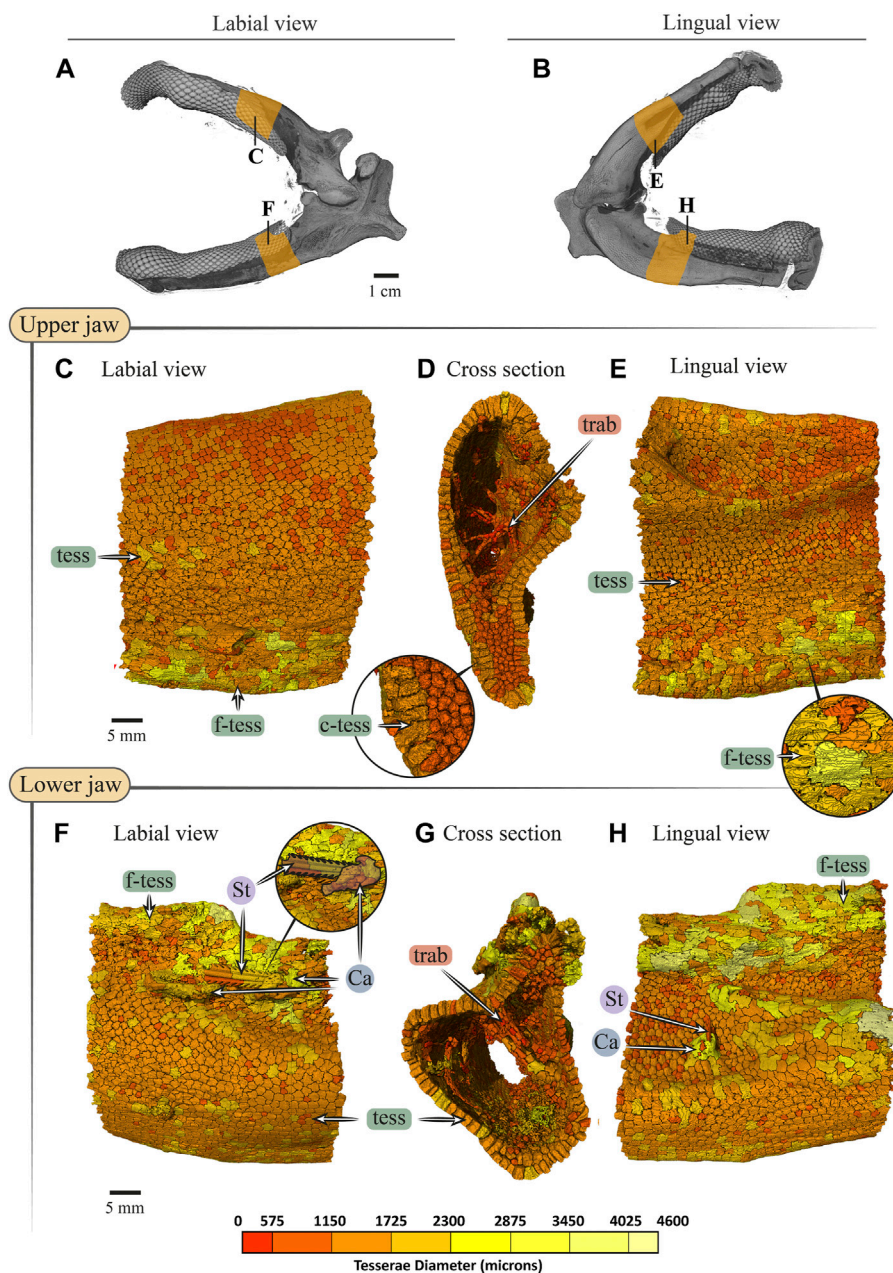 Labial view
Lingual view
A
B
C
E
F
H
1 cm
Upper jaw
C Labial view
D Cross section
E Lingual view
trab
tess
tess
c-tess
f-tess
5 mm
f-tess
Lower jaw
F Labial view
G Cross section
H Lingual view
f-tess
St
f-tess
trab
Ca
St
Ca
tess
5 mm
0 575 1150 1725 2300 2875 3450 4025 4600
Tesserae Diameter (microns)